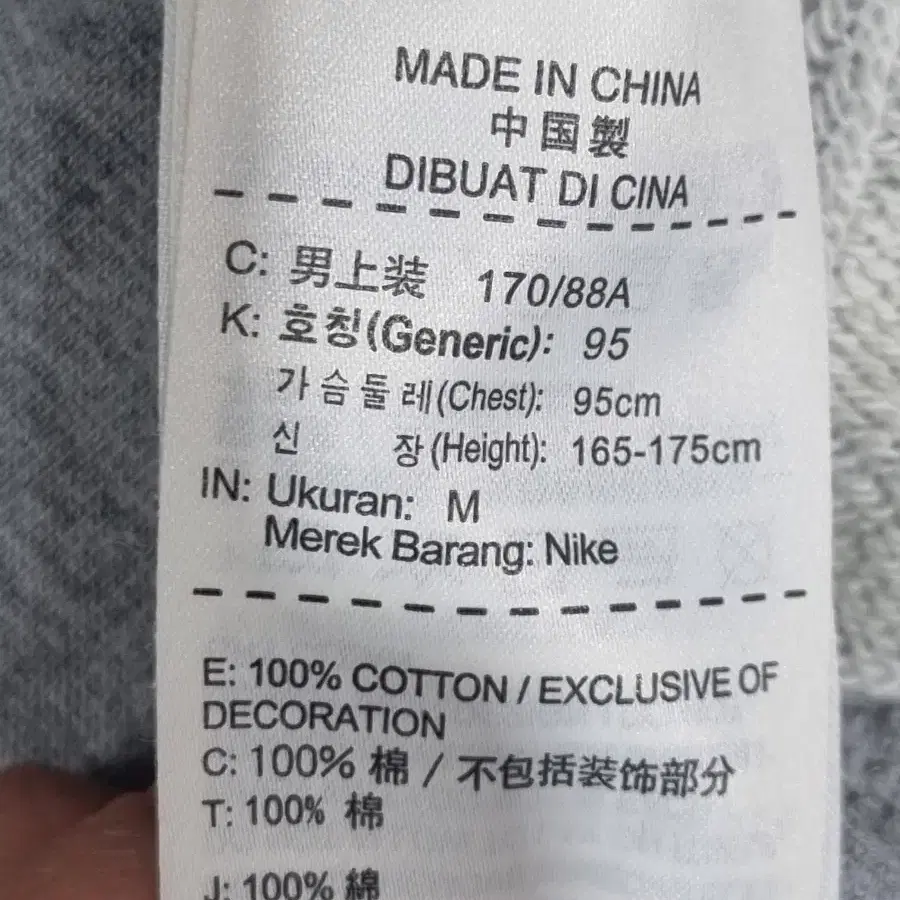 MADE IN CHINA
中国製
DIBUAT DI CINA
C: 男上装 170/88A
K: 호칭(Generic): 95
가슴둘레(Chest): 95cm
신 장(Height): 165-175cm
IN: Ukuran: M
Merek Barang: Nike
E: 100% COTTON / EXCLUSIVE OF
DECORATION
C: 100% 棉 / 不包括装饰部分
T: 100% 棉
J: 100% 綿